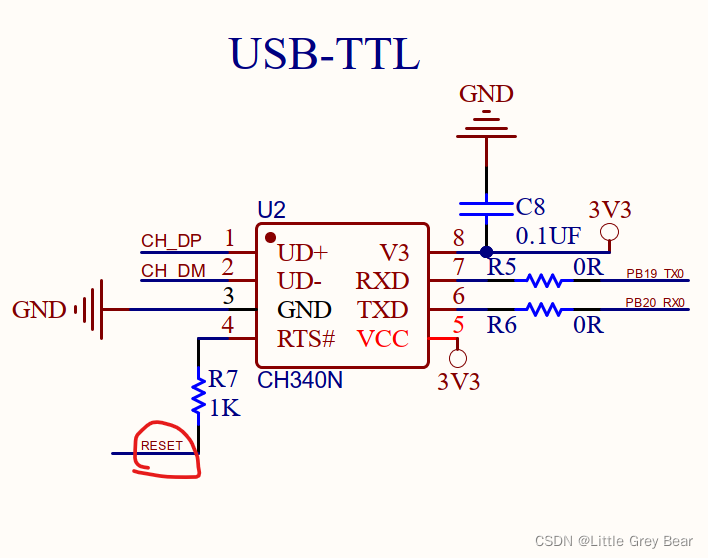 USB-TTL
GND
U2
C8
3V3
0.1UF
CH_DP 1 UD+ V3 8
CH_DM 2 UD- RXD 7 R5 0R PB19_TX0
GND 3 GND TXD 6 R6 0R PB20_RX0
4 RTS# VCC 5
CH340N
3V3
R7
1K
RESET
CSDN @Little Grey Bear